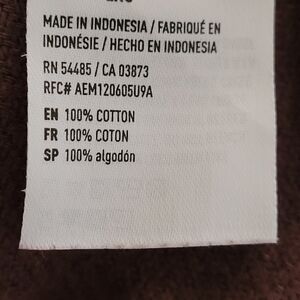 MADE IN INDONESIA / FABRIQUÉ EN
INDONÉSIE / HECHO EN INDONESIA
RN 54485 / CA 03873
RFC# AEM120605U9A
EN 100% COTTON
FR 100% COTON
SP 100% algodón